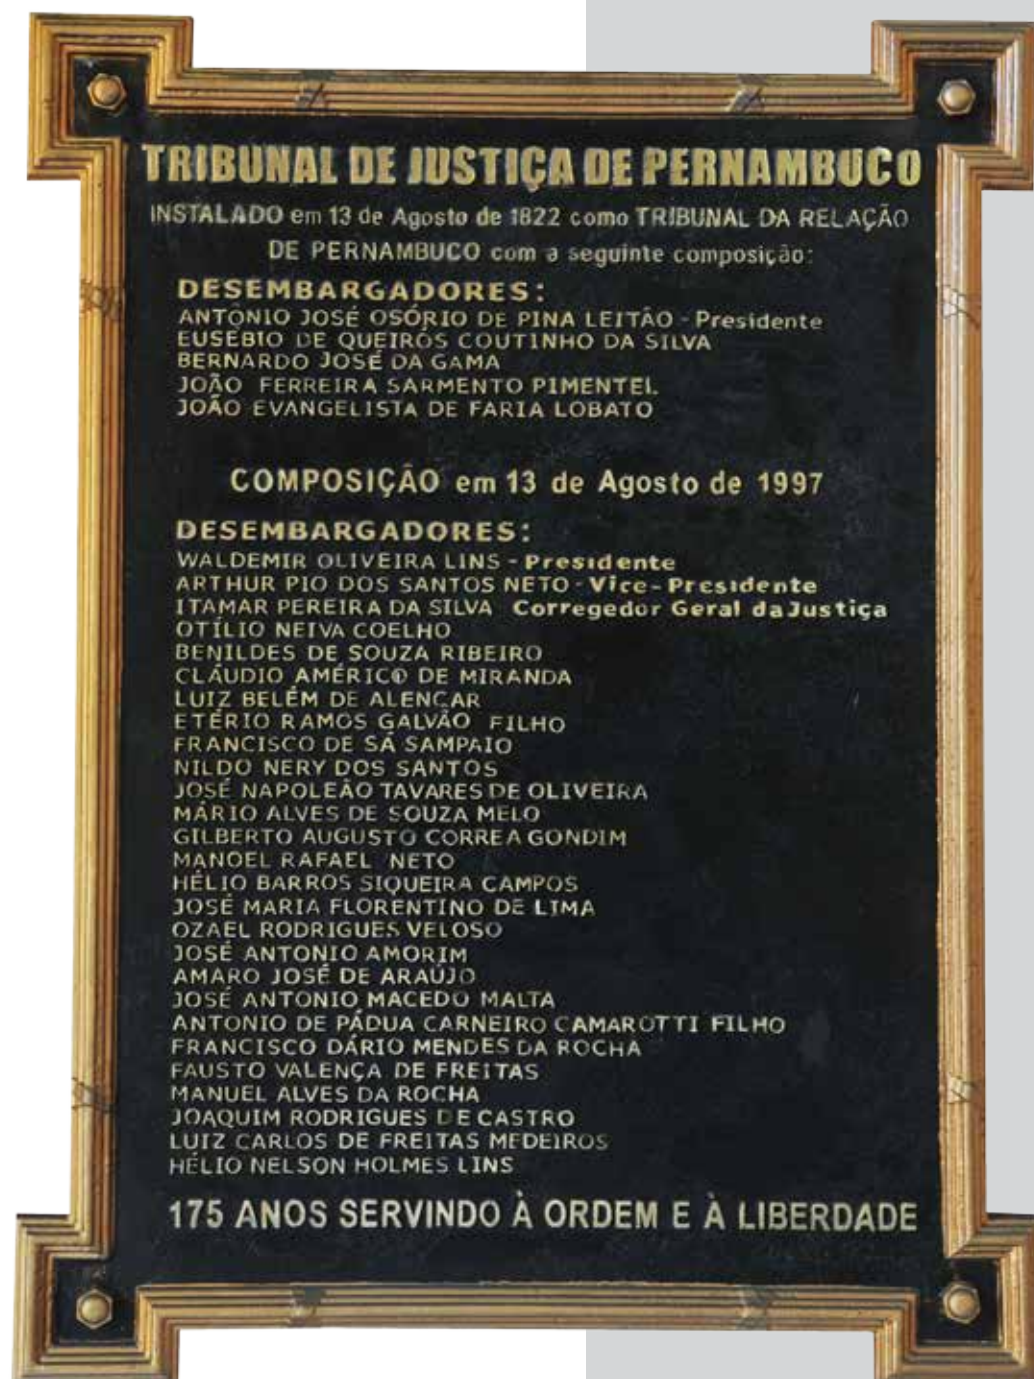 TRIBUNAL DE JUSTIÇA DE PERNAMBUCO
INSTALADO em 13 de Agosto de 1822 como TRIBUNAL DA RELAÇÃO
DE PERNAMBUCO com a seguinte composição:
DESEMBARGADORES:
ANTONIO JOSÉ OSÓRIO DE PINA LEITÃO - Presidente
EUSÉBIO DE QUEIRÓS COUTINHO DA SILVA
BERNARDO JOSÉ DA GAMA
JOÃO FERREIRA SARMENTO PIMENTEL
JOÃO EVANGELISTA DE FARIA LOBATO
COMPOSIÇÃO em 13 de Agosto de 1997
DESEMBARGADORES:
WALDEMIR OLIVEIRA LINS - Presidente
ARTHUR PIO DOS SANTOS NETO - Vice-Presidente
ITAMAR PEREIRA DA SILVA Corregedor Geral da Justiça
OTÍLIO NEIVA COELHO
BENILDES DE SOUZA RIBEIRO
CLÁUDIO AMÉRICO DE MIRANDA
LUIZ BELÉM DE ALENCAR
ETÉRIO RAMOS GALVÃO FILHO
FRANCISCO DE SÁ SAMPAIO
NILDO NERY DOS SANTOS
JOSÉ NAPOLEÃO TAVARES DE OLIVEIRA
MÁRIO ALVES DE SOUZA MELO
GILBERTO AUGUSTO CORREA GONDIM
MANOEL RAFAEL NETO
HÉLIO BARROS SIQUEIRA CAMPOS
JOSÉ MARIA FLORENTINO DE LIMA
OZAEL RODRIGUES VELOSO
JOSÉ ANTONIO AMORIM
AMARO JOSÉ DE ARAÚJO
JOSÉ ANTONIO MACEDO MALTA
ANTONIO DE PÁDUA CARNEIRO CAMAROTTI FILHO
FRANCISCO DÁRIO MENDES DA ROCHA
FAUSTO VALENÇA DE FREITAS
MANUEL ALVES DA ROCHA
JOAQUIM RODRIGUES DE CASTRO
LUIZ CARLOS DE FREITAS MEDEIROS
HÉLIO NELSON HOLMES LINS
175 ANOS SERVINDO À ORDEM E À LIBERDADE